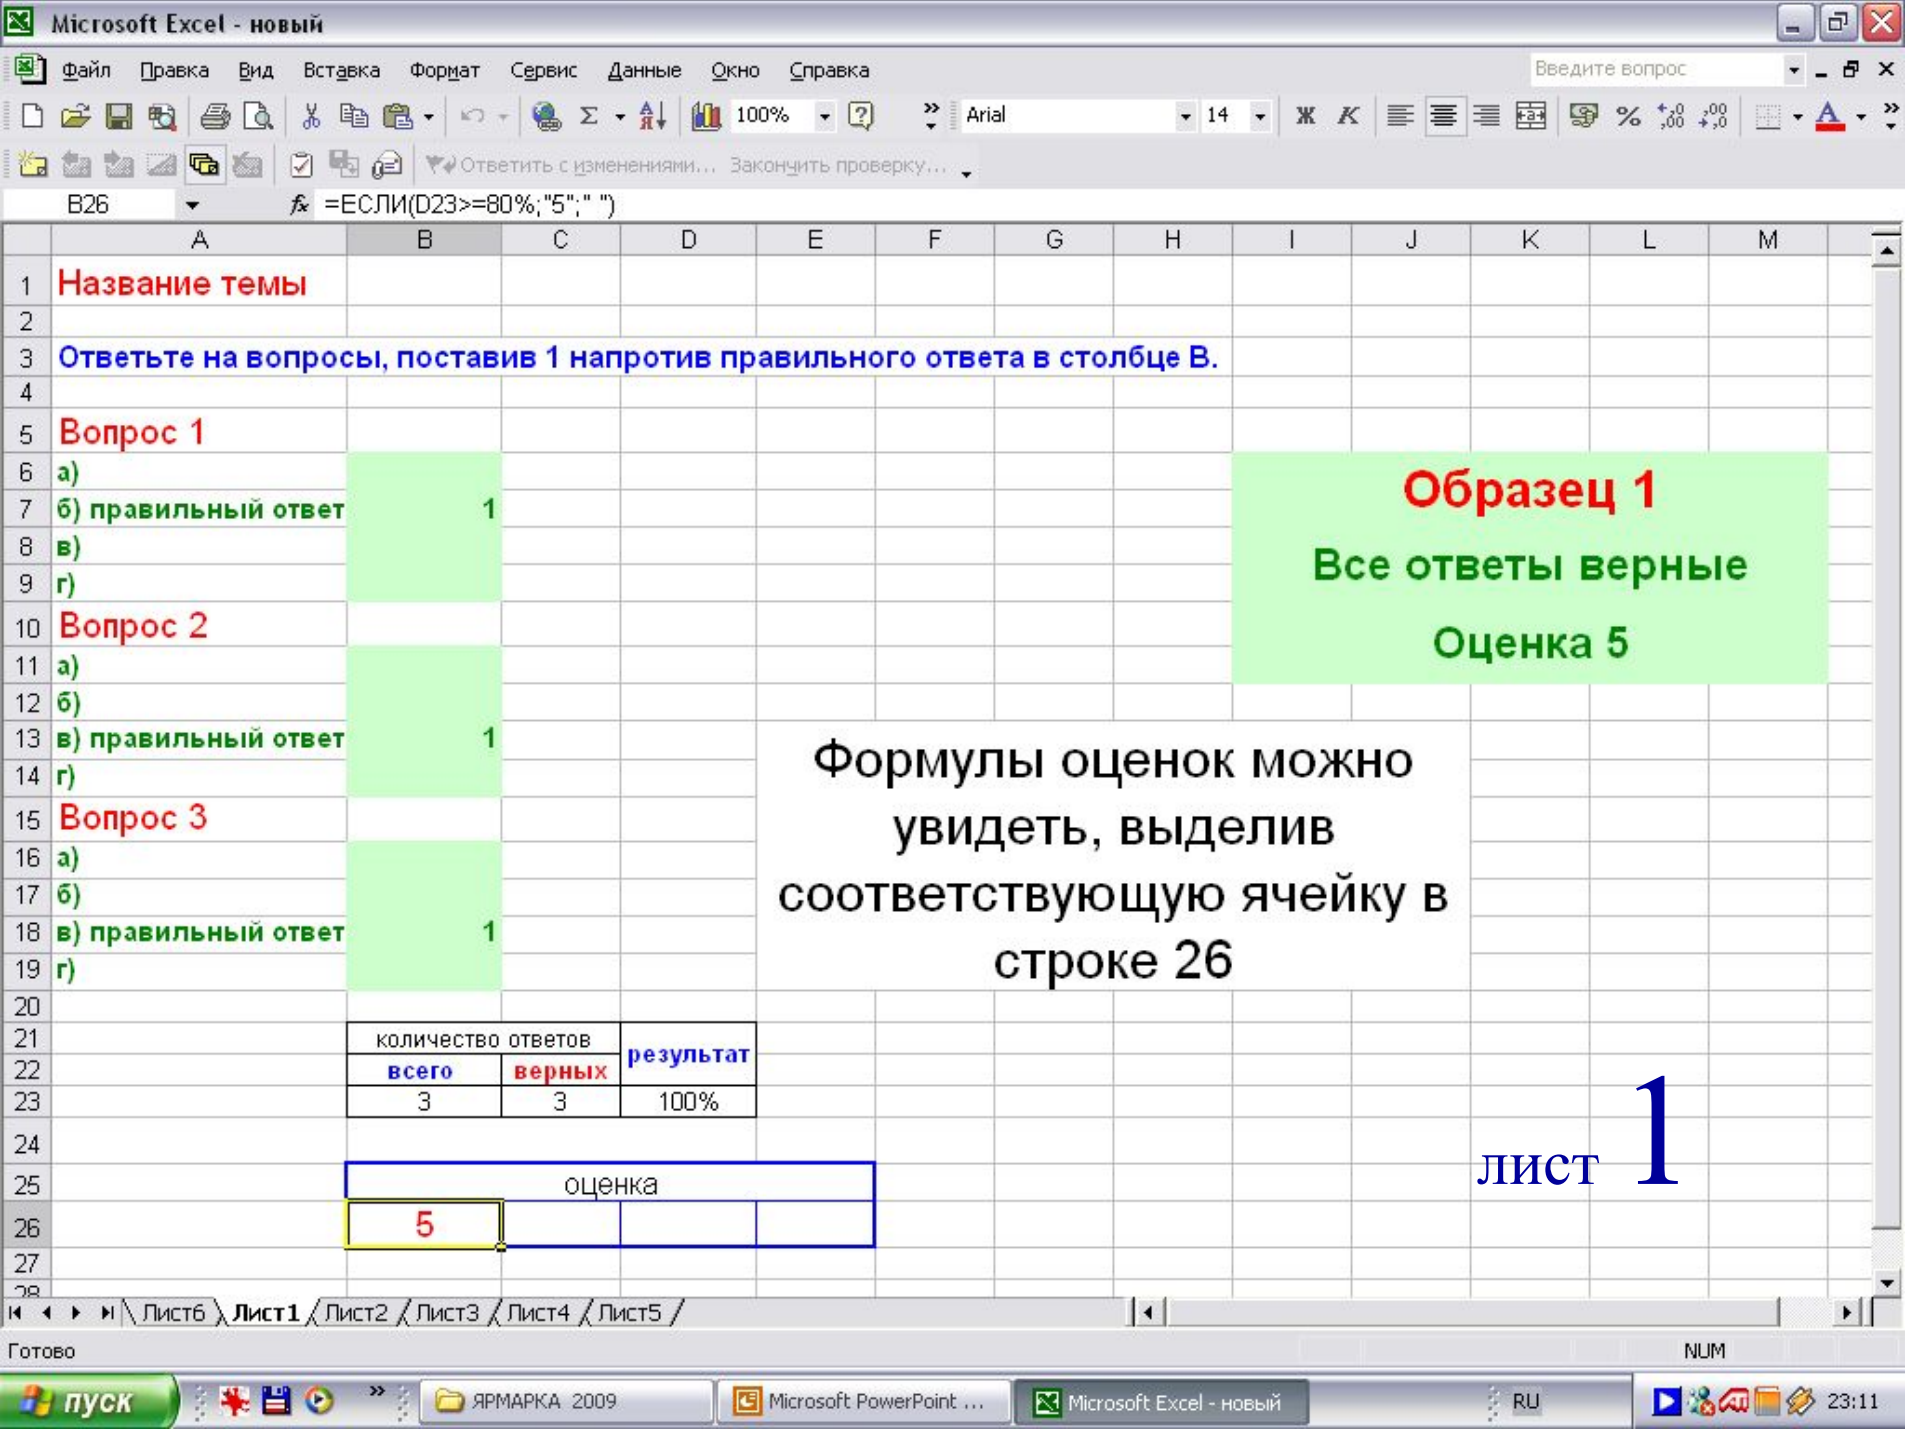 Microsoft Excel - новый
Файл Правка Вид Вставка Формат Сервис Данные Окно Справка Введите вопрос
100% Arial 14 Ж К
Ответить с изменениями... Закончить проверку...
B26 fx =ЕСЛИ(D23>=80%;"5";" ")
A B C D E F G H I J K L M
1 Название темы
2
3 Ответьте на вопросы, поставив 1 напротив правильного ответа в столбце В.
4
5 Вопрос 1
6 а)
7 б) правильный ответ 1
8 в)
9 г)
10 Вопрос 2
11 а)
12 б)
13 в) правильный ответ 1
14 г)
15 Вопрос 3
16 а)
17 б)
18 в) правильный ответ 1
19 г)
20
21 количество ответов результат
22 всего верных
23 3 3 100%
24
25 оценка
26 5
27
28
Образец 1
Все ответы верные
Оценка 5
Формулы оценок можно
увидеть, выделив
соответствующую ячейку в
строке 26
лист 1
Лист6 Лист1 Лист2 Лист3 Лист4 Лист5
Готово NUM
пуск ЯРМАРКА 2009 Microsoft PowerPoint ... Microsoft Excel - новый RU 23:11